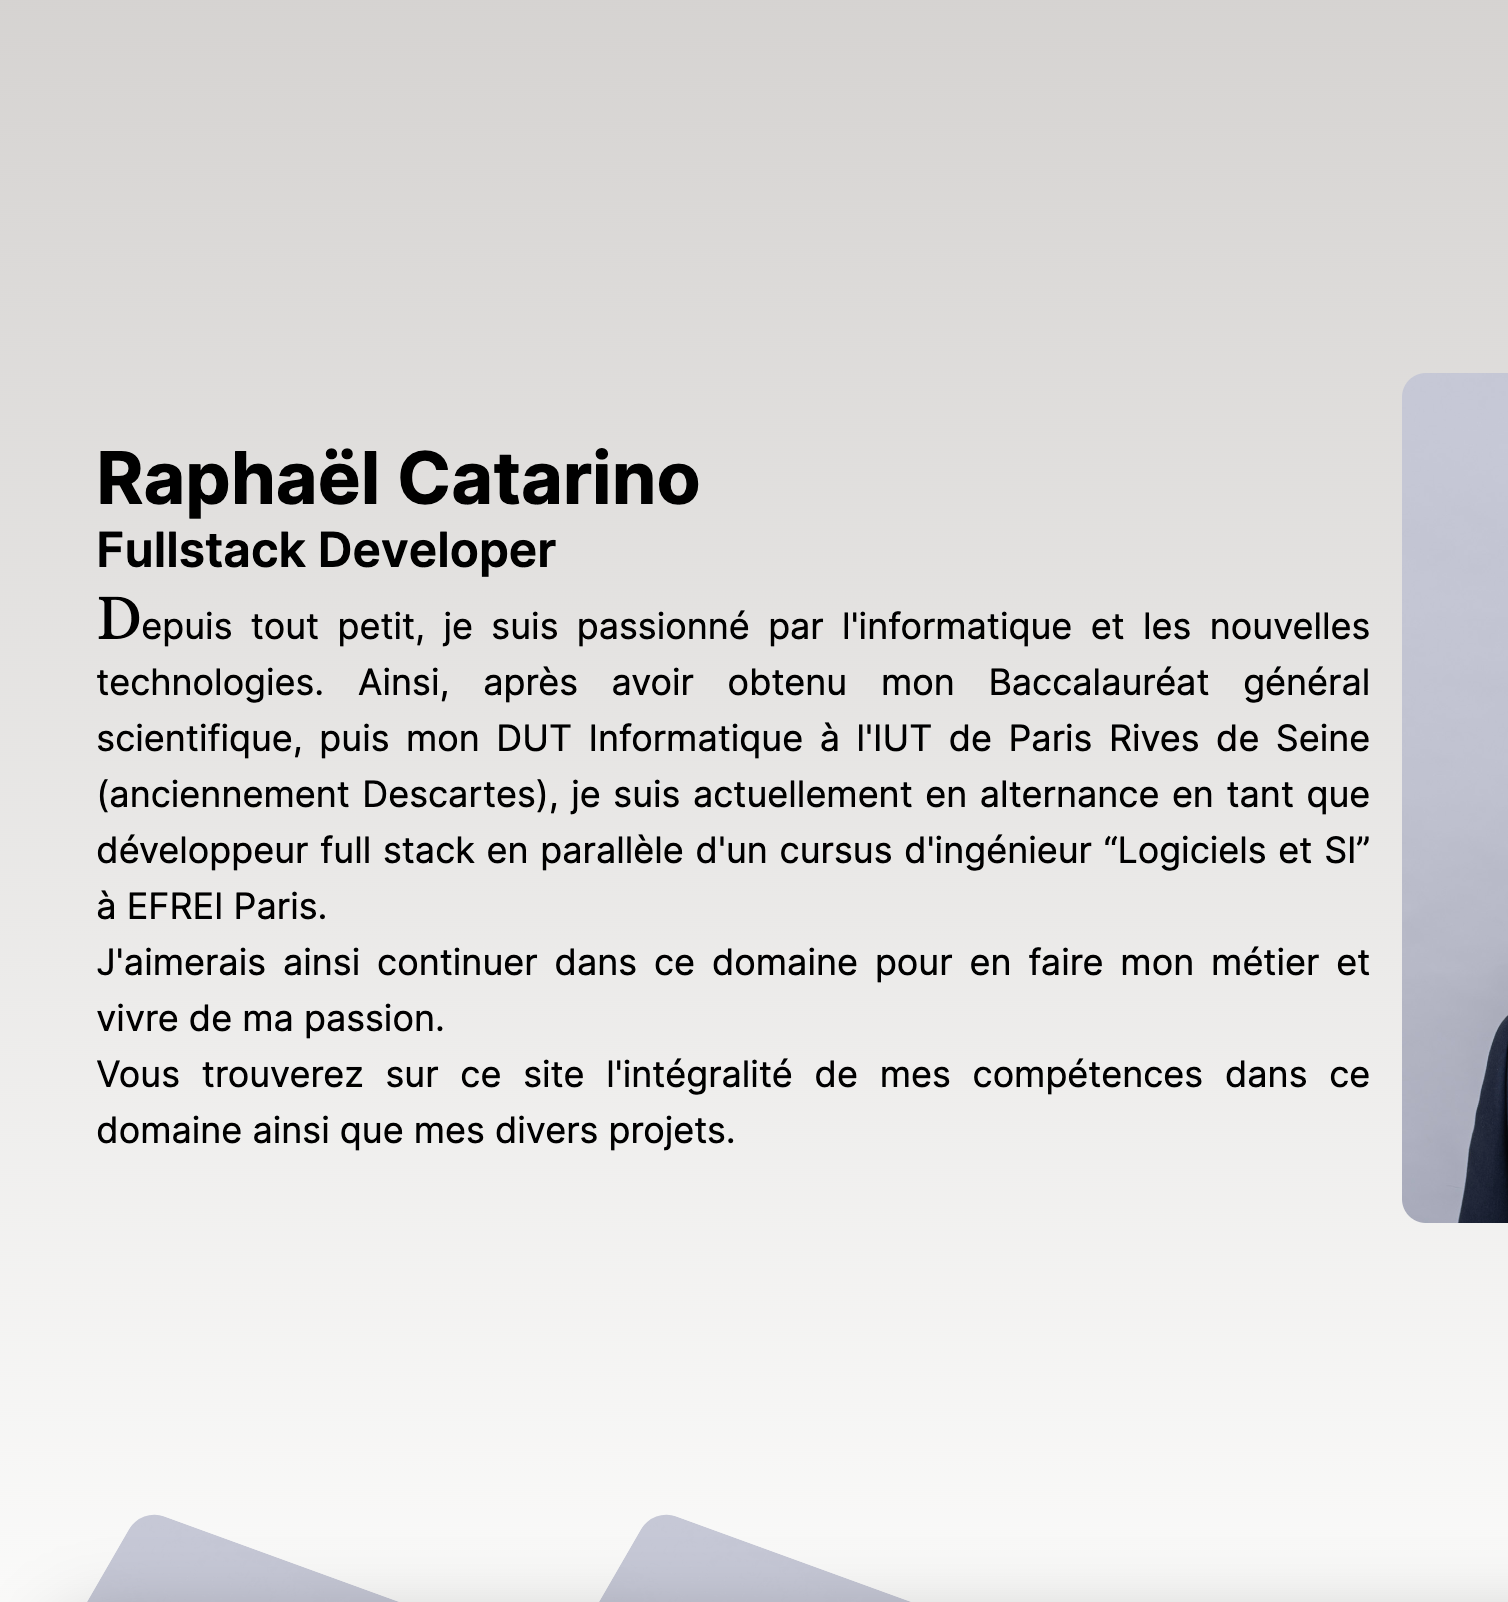 Raphaël Catarino
Fullstack Developer
Depuis tout petit, je suis passionné par l'informatique et les nouvelles
technologies. Ainsi, après avoir obtenu mon Baccalauréat général
scientifique, puis mon DUT Informatique à l'IUT de Paris Rives de Seine
(anciennement Descartes), je suis actuellement en alternance en tant que
développeur full stack en parallèle d'un cursus d'ingénieur “Logiciels et SI”
à EFREI Paris.
J'aimerais ainsi continuer dans ce domaine pour en faire mon métier et
vivre de ma passion.
Vous trouverez sur ce site l'intégralité de mes compétences dans ce
domaine ainsi que mes divers projets.